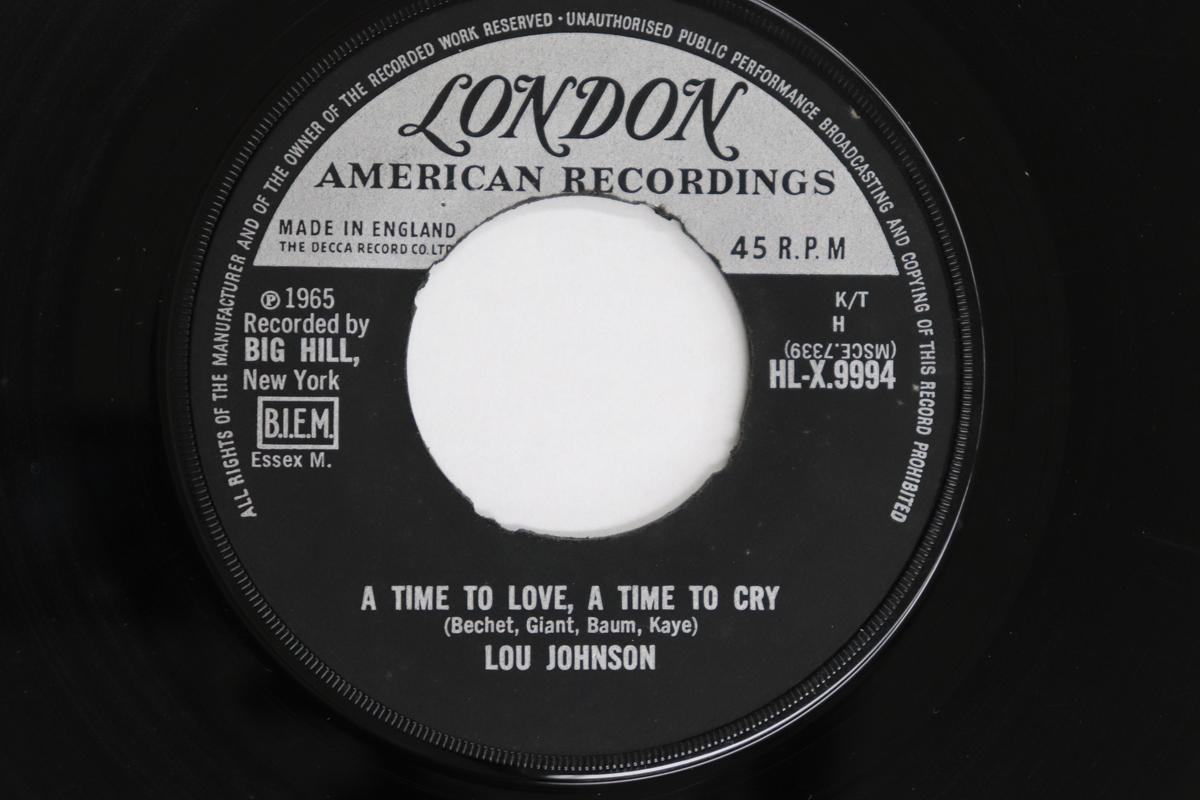 ALL RIGHTS OF THE MANUFACTURER AND OF THE OWNER OF THE RECORDED WORK RESERVED · UNAUTHORISED PUBLIC PERFORMANCE BROADCASTING AND COPYING OF THIS RECORD PROHIBITED
LONDON
AMERICAN RECORDINGS
MADE IN ENGLAND
THE DECCA RECORD CO. LTD
45 R.P.M
℗ 1965
Recorded by
BIG HILL,
New York
B.I.E.M.
Essex M.
K/T
H
(MSCE.7339)
HL-X.9994
A TIME TO LOVE, A TIME TO CRY
(Bechet, Giant, Baum, Kaye)
LOU JOHNSON